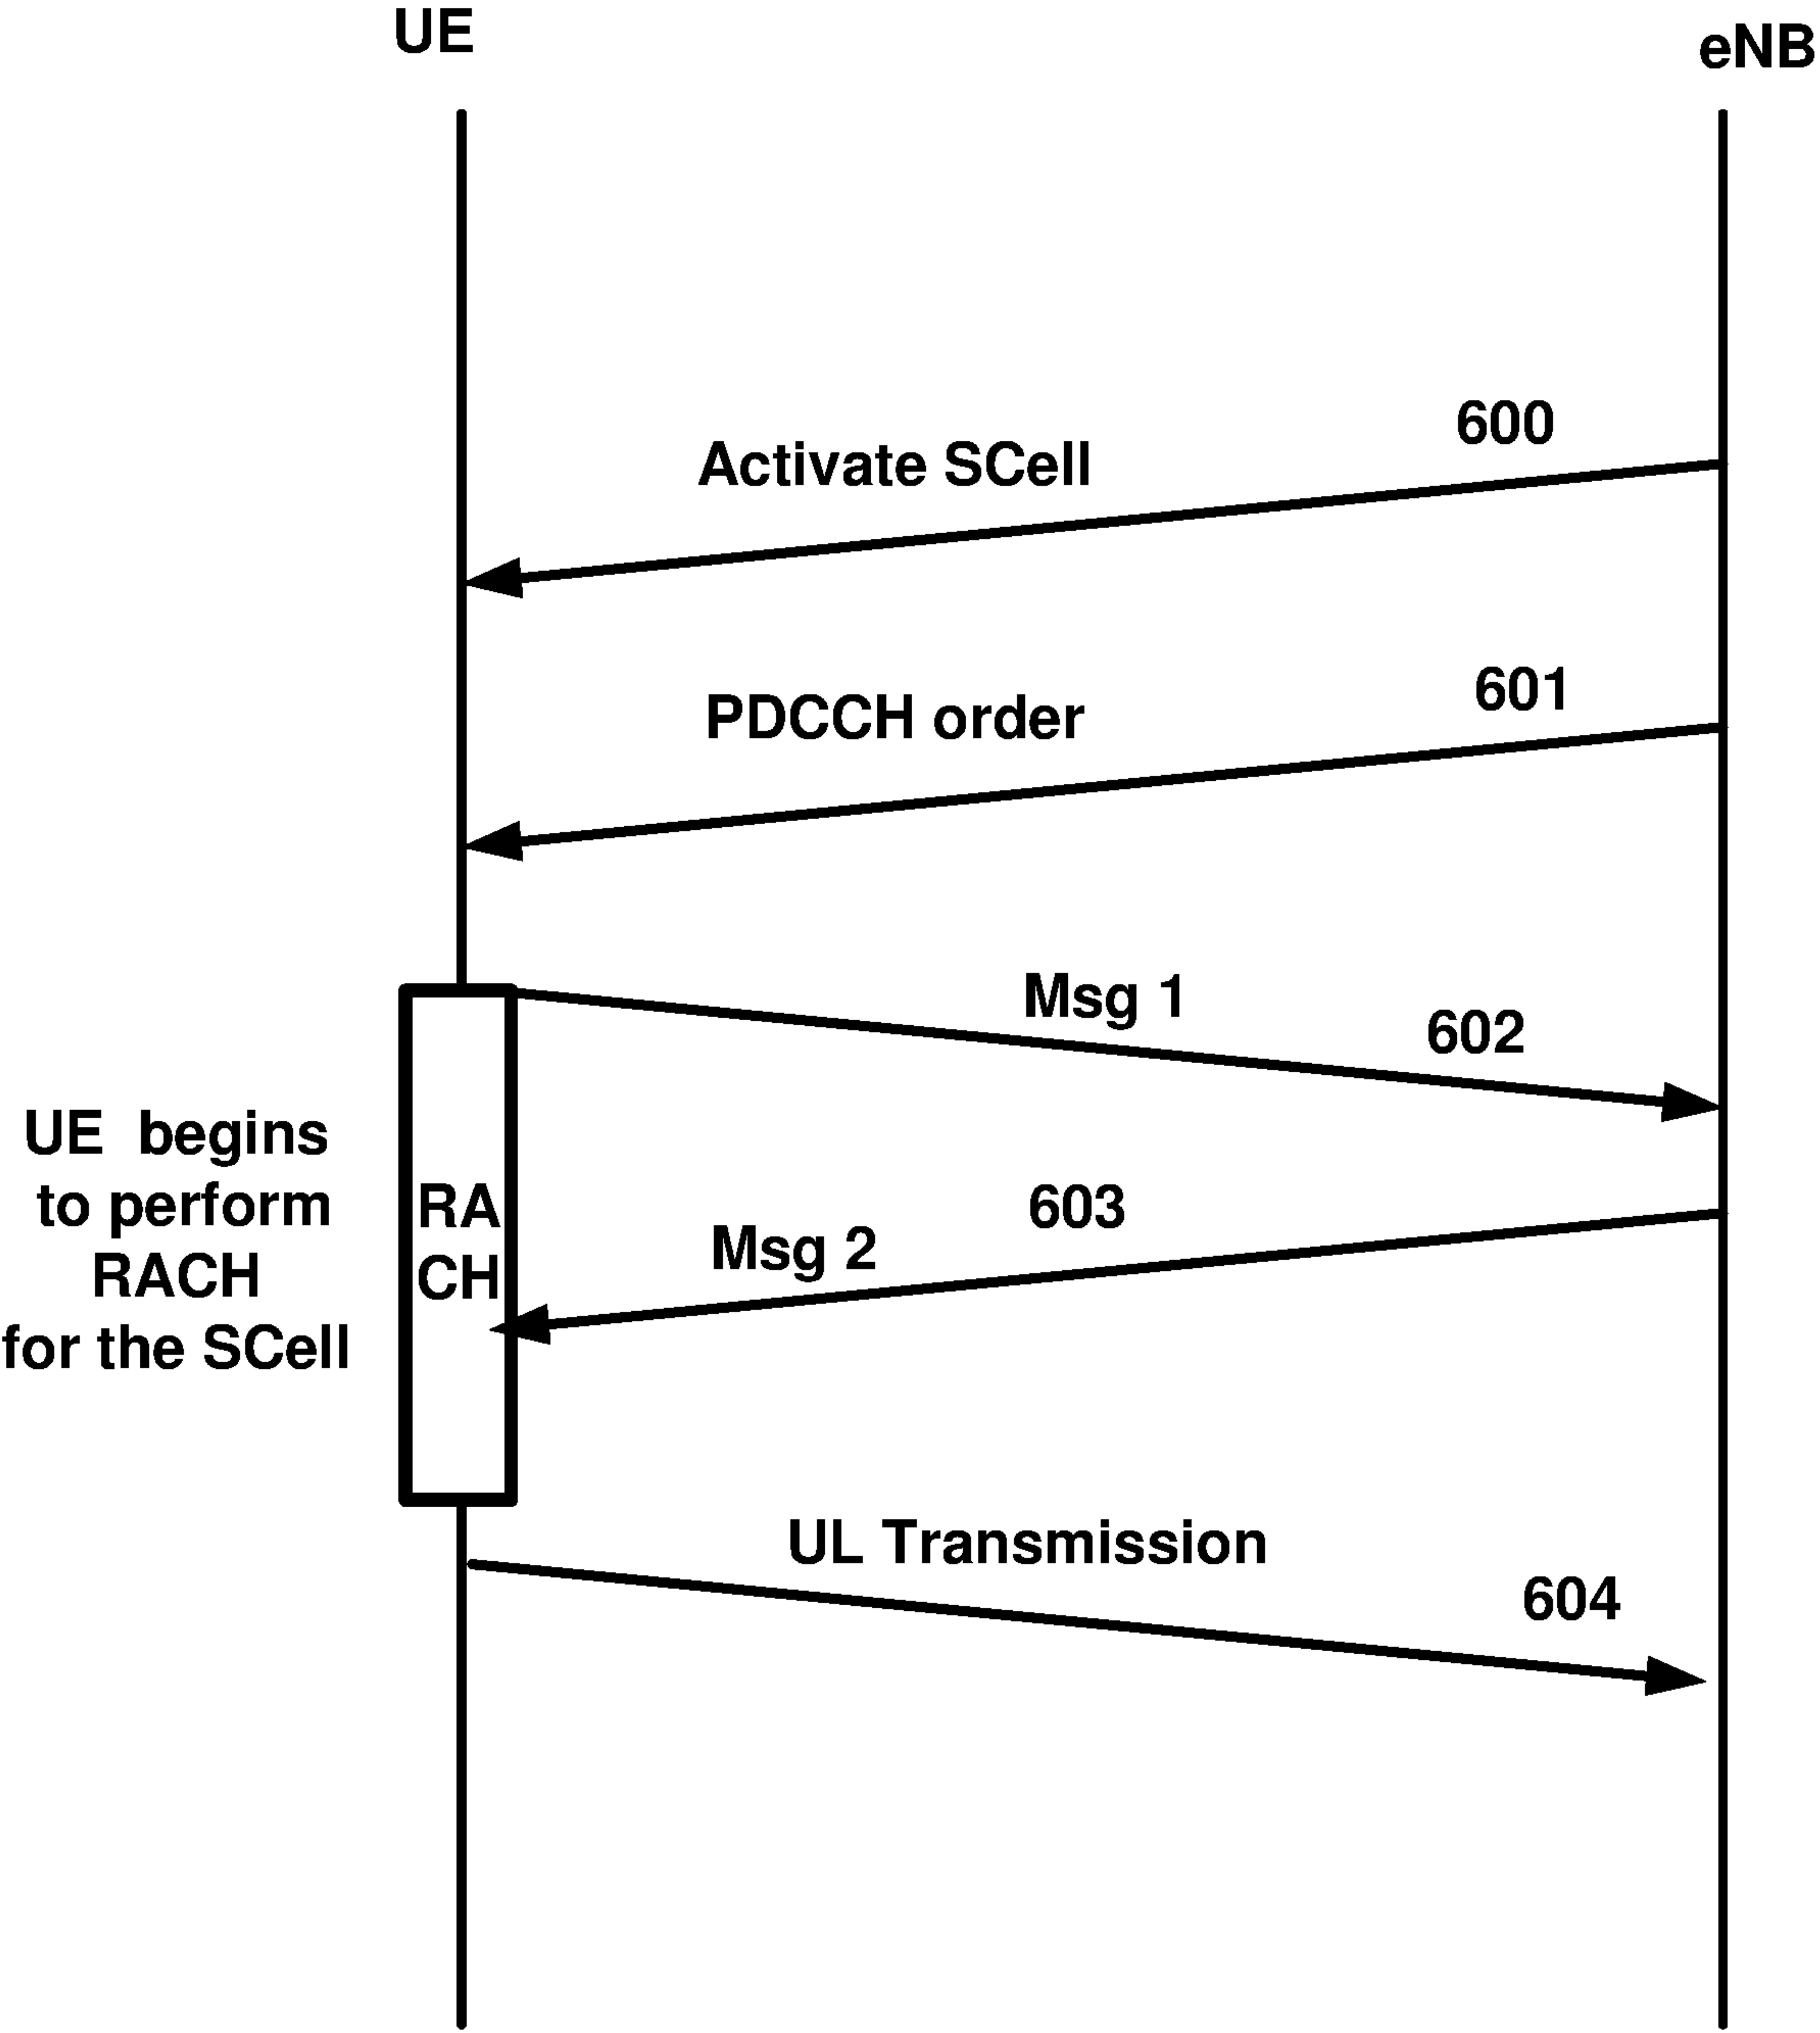 UE
eNB
600
Activate SCell
601
PDCCH order
Msg 1
602
UE begins
to perform
RACH
for the SCell
RA
CH
603
Msg 2
UL Transmission
604